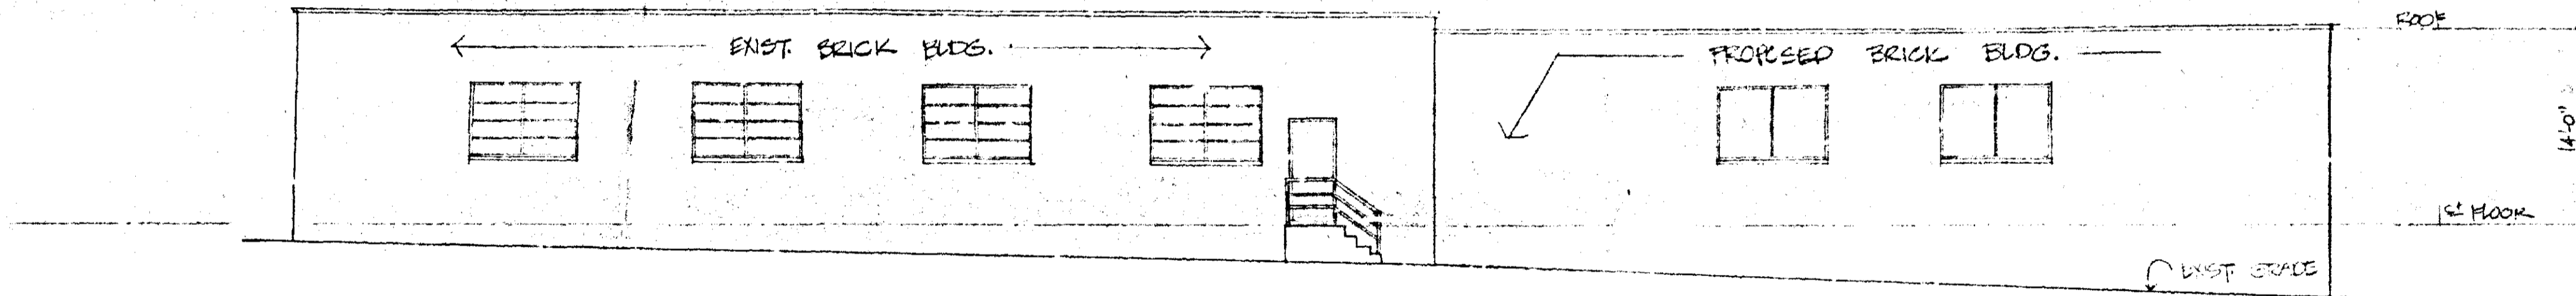 ROOF
EXIST. BRICK BLDG.
PROPOSED BRICK BLDG.
14'-0"
1st FLOOR
EXIST. GRADE